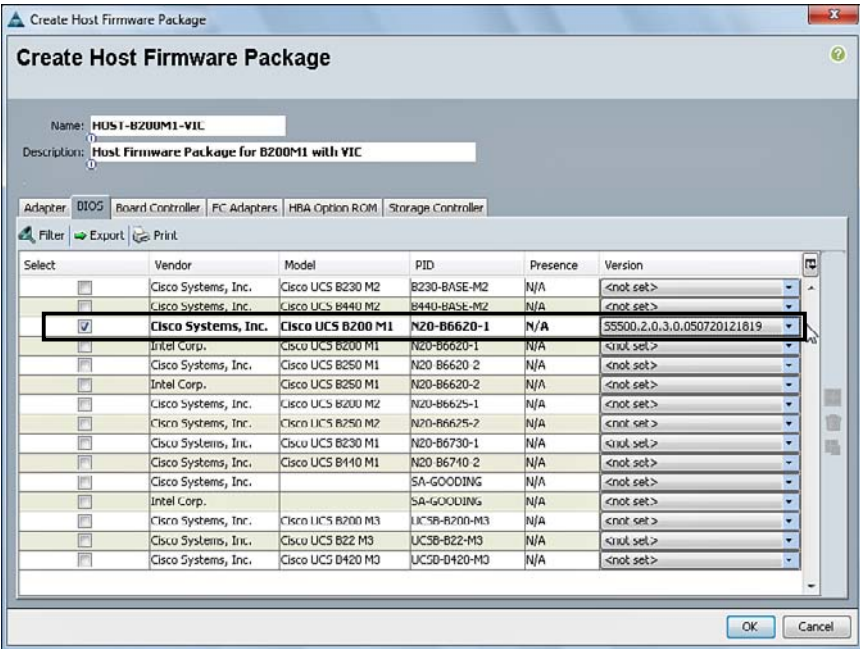 Create Host Firmware Package
Create Host Firmware Package
Name: HOST-B200M1-VIC
Description: Host Firmware Package for B200M1 with VIC
Adapter BIOS Board Controller FC Adapters HBA Option ROM Storage Controller
Filter Export Print
Select Vendor Model PID Presence Version
Cisco Systems, Inc. Cisco UCS B230 M2 B230-BASE-M2 N/A <not set>
Cisco Systems, Inc. Cisco UCS B440 M2 B440-BASE-M2 N/A <not set>
Cisco Systems, Inc. Cisco UCS B200 M1 N20-B6620-1 N/A S5500.2.0.3.0.050720121819
Intel Corp. Cisco UCS B200 M1 N20-B6620-1 N/A <not set>
Cisco Systems, Inc. Cisco UCS B250 M1 N20-B6620-2 N/A <not set>
Intel Corp. Cisco UCS B250 M1 N20-B6620-2 N/A <not set>
Cisco Systems, Inc. Cisco UCS B200 M2 N20-B6625-1 N/A <not set>
Cisco Systems, Inc. Cisco UCS B250 M2 N20-B6625-2 N/A <not set>
Cisco Systems, Inc. Cisco UCS B230 M1 N20-B6730-1 N/A <not set>
Cisco Systems, Inc. Cisco UCS B440 M1 N20-B6740-2 N/A <not set>
Cisco Systems, Inc. SA-GOODING N/A <not set>
Intel Corp. SA-GOODING N/A <not set>
Cisco Systems, Inc. Cisco UCS B200 M3 UCSB-B200-M3 N/A <not set>
Cisco Systems, Inc. Cisco UCS B22 M3 UCSB-B22-M3 N/A <not set>
Cisco Systems, Inc. Cisco UCS B420 M3 UCSB-B420-M3 N/A <not set>
OK Cancel